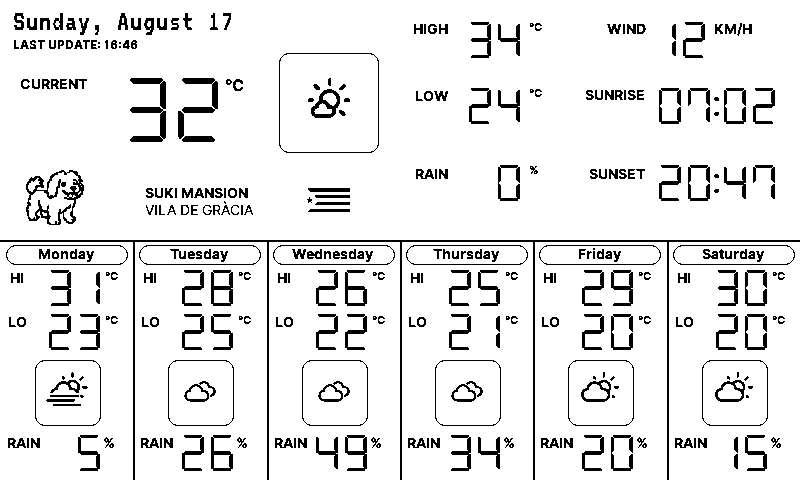 Sunday, August 17
LAST UPDATE: 16:46
CURRENT 32 °C
HIGH 34 °C
LOW 24 °C
RAIN 0 %
WIND 12 KM/H
SUNRISE 07:02
SUNSET 20:47
SUKI MANSION
VILA DE GRÀCIA
Monday
HI 31 °C
LO 23 °C
RAIN 5 %
Tuesday
HI 28 °C
LO 25 °C
RAIN 26 %
Wednesday
HI 26 °C
LO 22 °C
RAIN 49 %
Thursday
HI 25 °C
LO 21 °C
RAIN 34 %
Friday
HI 29 °C
LO 20 °C
RAIN 20 %
Saturday
HI 30 °C
LO 20 °C
RAIN 15 %